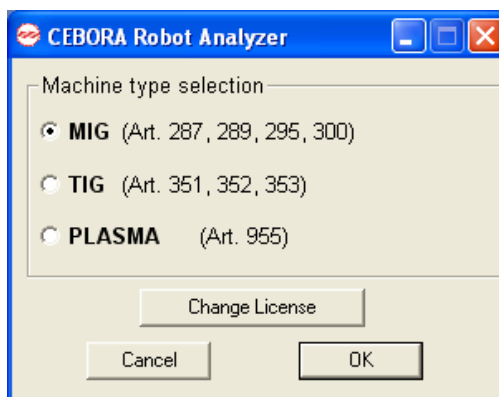 CEBORA Robot Analyzer
Machine type selection
MIG (Art. 287, 289, 295, 300)
TIG (Art. 351, 352, 353)
PLASMA (Art. 955)
Change License
Cancel OK